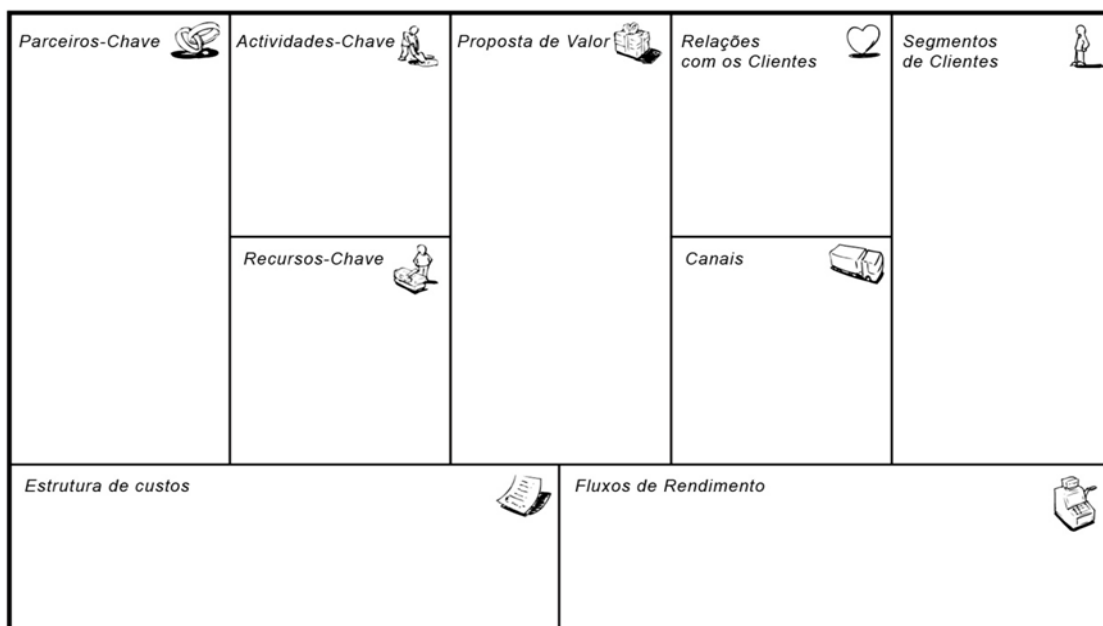 Parceiros-Chave
Actividades-Chave
Proposta de Valor
Relações
com os Clientes
Segmentos
de Clientes
Recursos-Chave
Canais
Estrutura de custos
Fluxos de Rendimento